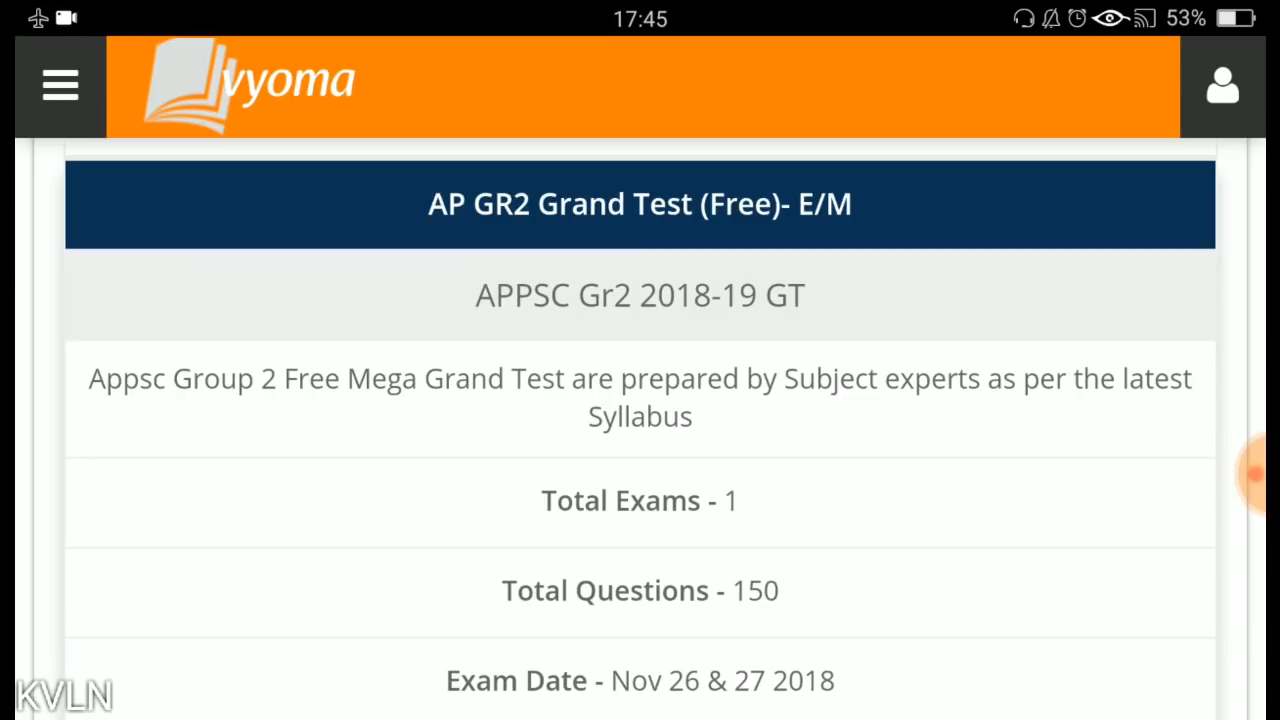 17:45
53%
vyoma
AP GR2 Grand Test (Free)- E/M
APPSC Gr2 2018-19 GT
Appsc Group 2 Free Mega Grand Test are prepared by Subject experts as per the latest
Syllabus
Total Exams - 1
Total Questions - 150
Exam Date - Nov 26 & 27 2018
KVLN